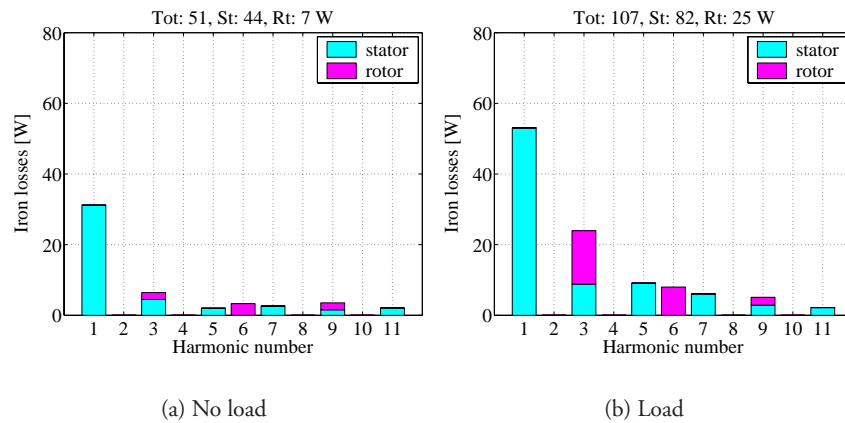 Tot: 51, St: 44, Rt: 7 W
80
60
40
20
0
Iron losses [W]
stator
rotor
1 2 3 4 5 6 7 8 9 10 11
Harmonic number
(a) No load
Tot: 107, St: 82, Rt: 25 W
80
60
40
20
0
Iron losses [W]
stator
rotor
1 2 3 4 5 6 7 8 9 10 11
Harmonic number
(b) Load